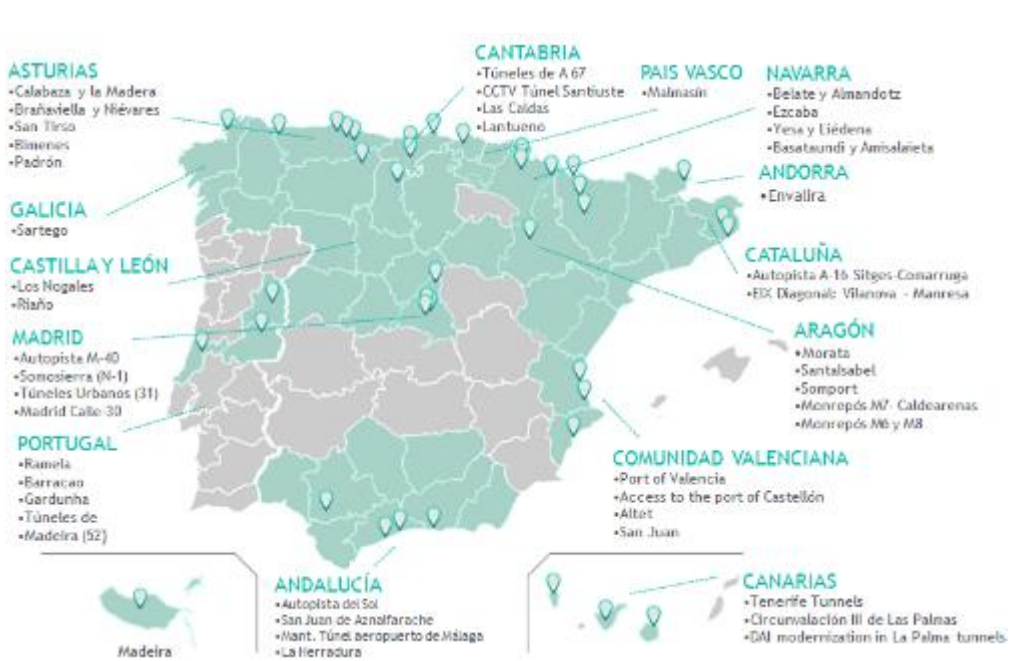 ASTURIAS
•Calabaza y la Madera
•Brañaviella y Niévares
•San Tirso
•Bimenes
•Padrón
GALICIA
•Sartego
CASTILLA Y LEÓN
•Los Nogales
•Riaño
MADRID
•Autopista M-40
•Somosierra (N-1)
•Túneles Urbanos (31)
•Madrid Calle 30
PORTUGAL
•Ramela
•Barracao
•Gardunha
•Túneles de
•Madeira (52)
CANTABRIA
•Túneles de A 67
•CCTV Túnel Santiuste
•Las Caldas
•Lantueno
PAIS VASCO
•Malmasín
NAVARRA
•Belate y Almandotz
•Ezcaba
•Yesa y Liédena
•Basataundi y Amisalaieta
ANDORRA
•Envalira
CATALUÑA
•Autopista A-16 Sitges-Comarruga
•EIX Diagonal: Vilanova - Manresa
ARAGÓN
•Morata
•Santalsabel
•Somport
•Monrepós M7- Caldearenas
•Monrepós M6 y M8
COMUNIDAD VALENCIANA
•Port of Valencia
•Access to the port of Castellón
•Altet
•San Juan
Madeira
ANDALUCÍA
•Autopista del Sol
•San Juan de Aznalfarache
•Mant. Túnel aeropuerto de Málaga
•La Herradura
CANARIAS
•Tenerife Tunnels
•Circunvalación III de Las Palmas
•DAI modernization in La Palma tunnels